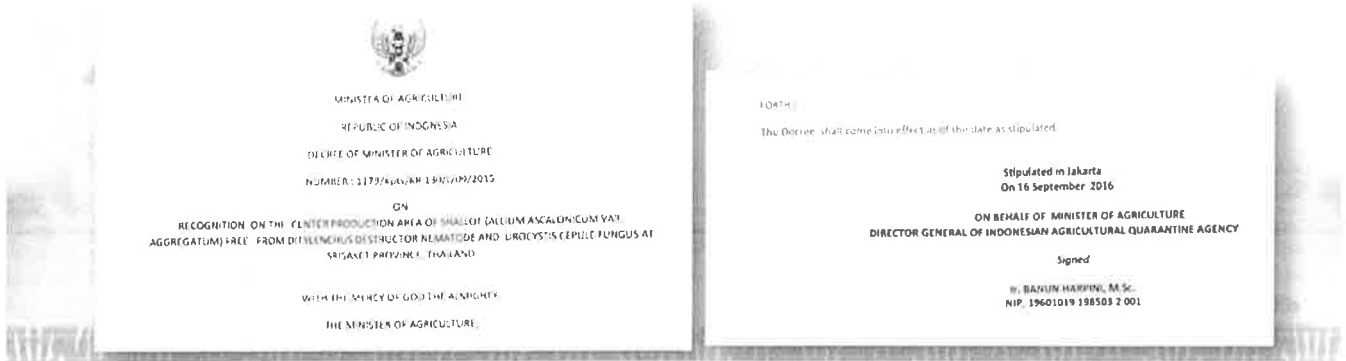 MINISTER OF AGRICULTURE
REPUBLIC OF INDONESIA
DECREE OF MINISTER OF AGRICULTURE
ON
RECOGNITION ON THE CENTER PRODUCTION AREA OF SHALLOT (ALLIUM ASCALONICUM VAR.
AGGREGATUM) FREE FROM DITYLENCHUS DESTRUCTOR NEMATODE AND UROCYSTIS CEPULE FUNGUS AT
SRISAKET PROVINCE, THAILAND
WITH THE MERCY OF GOD THE ALMIGHTY,
THE MINISTER OF AGRICULTURE,
FORTH :
The Decree shall come into effect as of the date as stipulated.
Stipulated in Jakarta
On 16 September 2016
ON BEHALF OF MINISTER OF AGRICULTURE
DIRECTOR GENERAL OF INDONESIAN AGRICULTURAL QUARANTINE AGENCY
Signed
Ir. BANUN HARPINI, M.Sc.
NIP. 19601019 198503 2 001